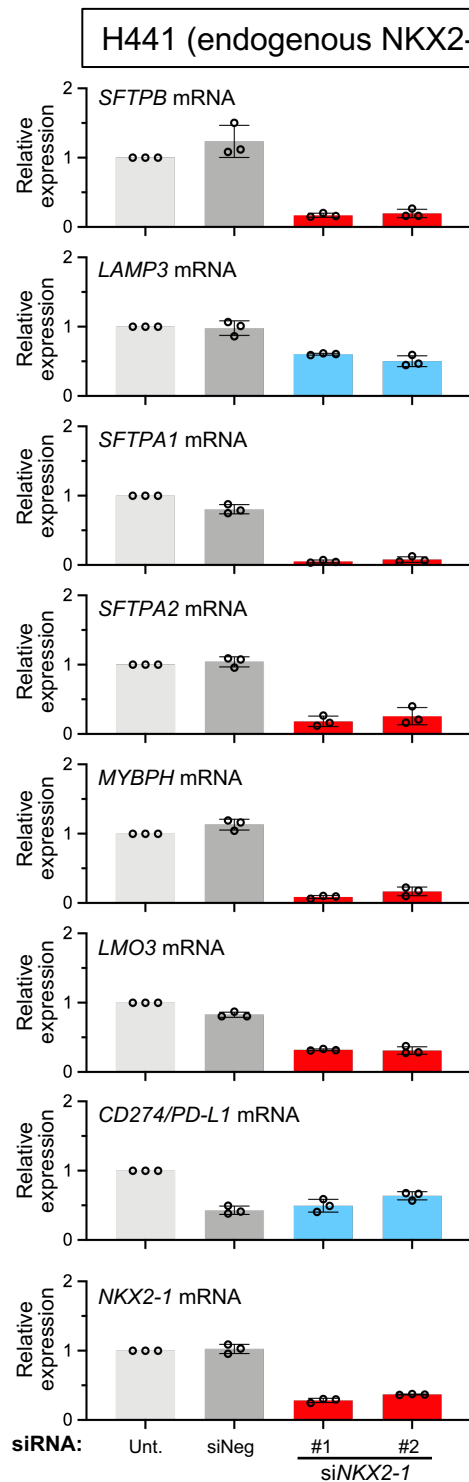 H441 (endogenous NKX2-
SFTPB mRNA
Relative
expression
2
1
0
LAMP3 mRNA
Relative
expression
2
1
0
SFTPA1 mRNA
Relative
expression
2
1
0
SFTPA2 mRNA
Relative
expression
2
1
0
MYBPH mRNA
Relative
expression
2
1
0
LMO3 mRNA
Relative
expression
2
1
0
CD274/PD-L1 mRNA
Relative
expression
2
1
0
NKX2-1 mRNA
Relative
expression
2
1
0
siRNA: Unt. siNeg #1 #2
siNKX2-1